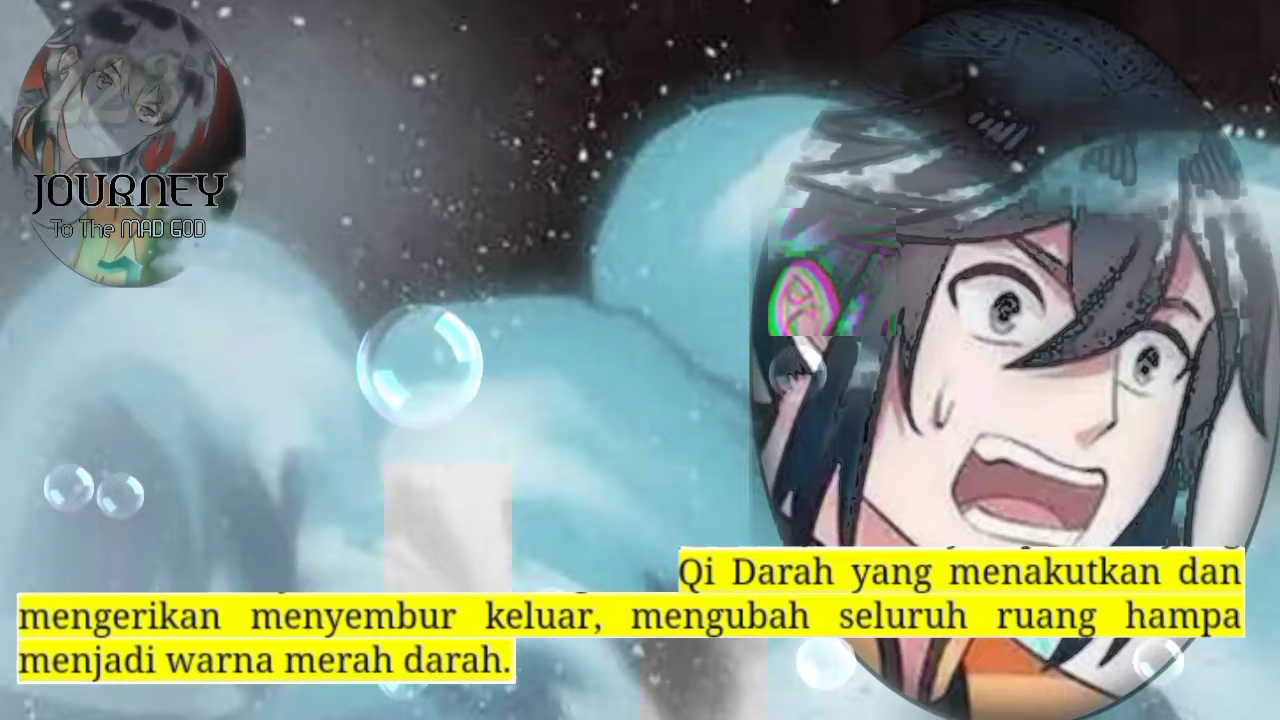 JOURNEY
To The MAD GOD
Qi Darah yang menakutkan dan
mengerikan menyembur keluar, mengubah seluruh ruang hampa
menjadi warna merah darah.